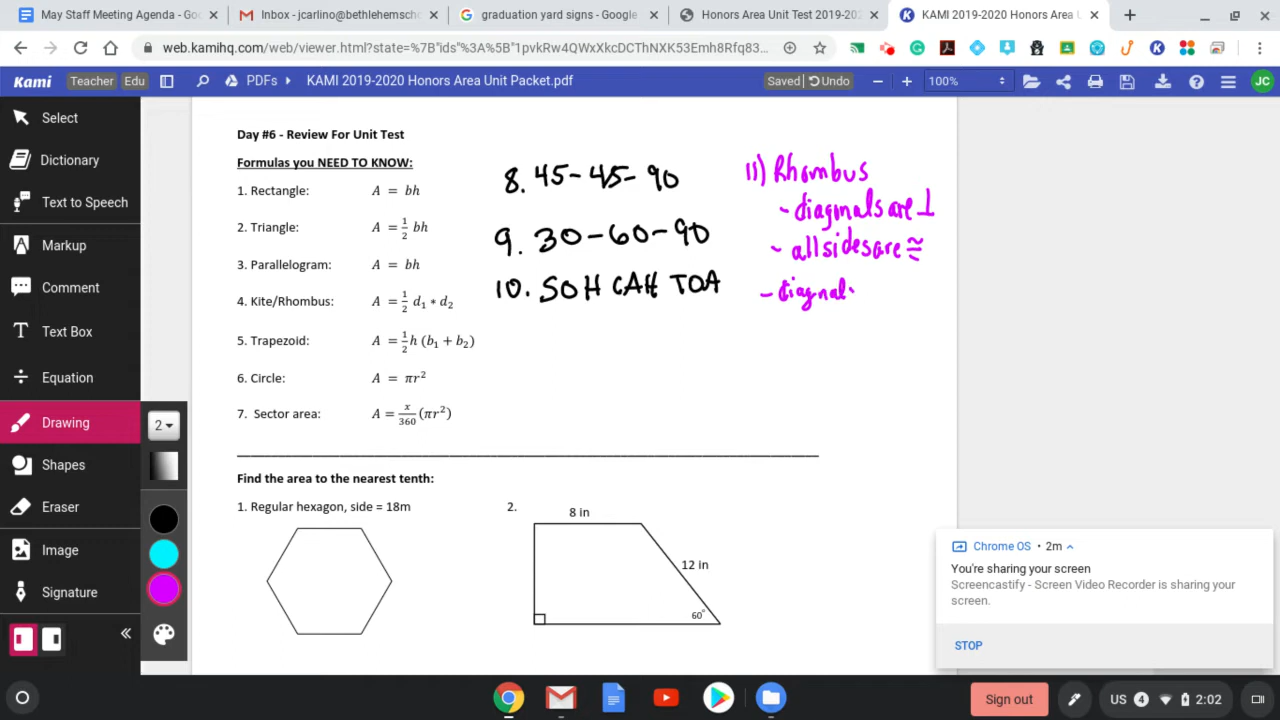 May Staff Meeting Agenda - Goo
Inbox - jcarlino@bethlehemsch
graduation yard signs - Google
Honors Area Unit Test 2019-202
KAMI 2019-2020 Honors Area U
web.kamihq.com/web/viewer.html?state=%7B"ids"%3A%5B"1pvkRw4QWxXkcDCThNXK53Emh8Rfq83...
Kami Teacher Edu PDFs KAMI 2019-2020 Honors Area Unit Packet.pdf Saved Undo 100% JC
Select
Dictionary
Text to Speech
Markup
Comment
Text Box
Equation
Drawing
2
Shapes
Eraser
Image
Signature
Day #6 - Review For Unit Test
Formulas you NEED TO KNOW:
1. Rectangle: A = bh
2. Triangle: A = 1/2 bh
3. Parallelogram: A = bh
4. Kite/Rhombus: A = 1/2 d₁ * d₂
5. Trapezoid: A = 1/2 h (b₁ + b₂)
6. Circle: A = πr²
7. Sector area: A = x/360 (πr²)
8. 45-45-90
9. 30-60-90
10. SOH CAH TOA
11) Rhombus
- diagonals are ⊥
- all sides are ≅
- diagnal
Find the area to the nearest tenth:
1. Regular hexagon, side = 18m
2.
8 in
12 in
60°
Chrome OS • 2m
You're sharing your screen
Screencastify - Screen Video Recorder is sharing your
screen.
STOP
Sign out
US 4 2:02